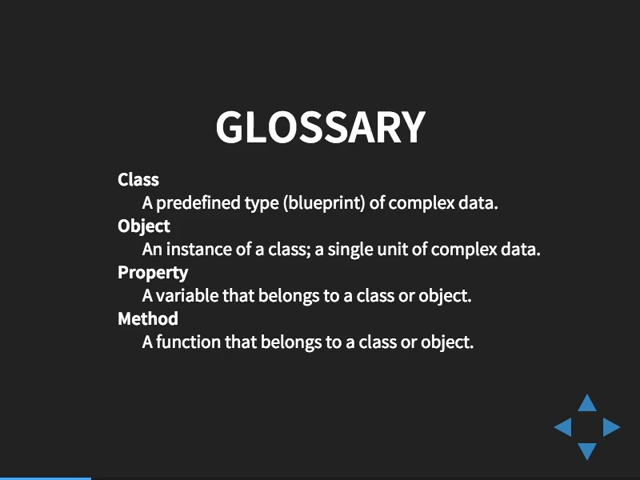 GLOSSARY
Class
A predefined type (blueprint) of complex data.
Object
An instance of a class; a single unit of complex data.
Property
A variable that belongs to a class or object.
Method
A function that belongs to a class or object.